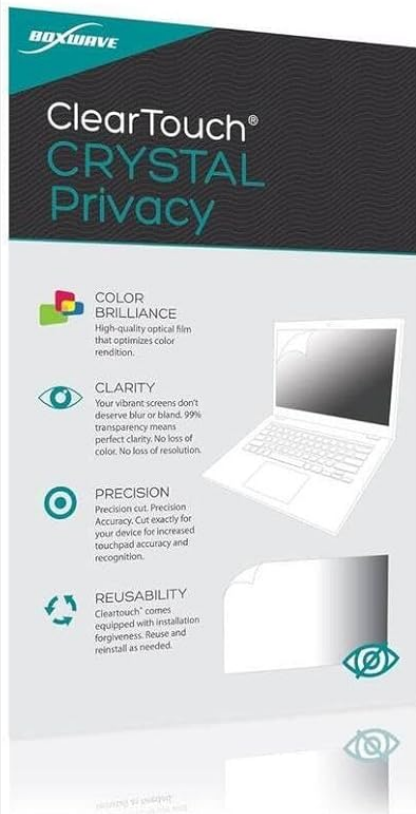 BOXWAVE
ClearTouch®
CRYSTAL
Privacy
COLOR
BRILLIANCE
High-quality optical film
that optimizes color
rendition.
CLARITY
Your vibrant screens don't
deserve blur or bland. 99%
transparency means
perfect clarity. No loss of
color. No loss of resolution.
PRECISION
Precision cut. Precision
Accuracy. Cut exactly for
your device for increased
touchpad accuracy and
recognition.
REUSABILITY
Cleartouch™ comes
equipped with installation
forgiveness. Reuse and
reinstall as needed.